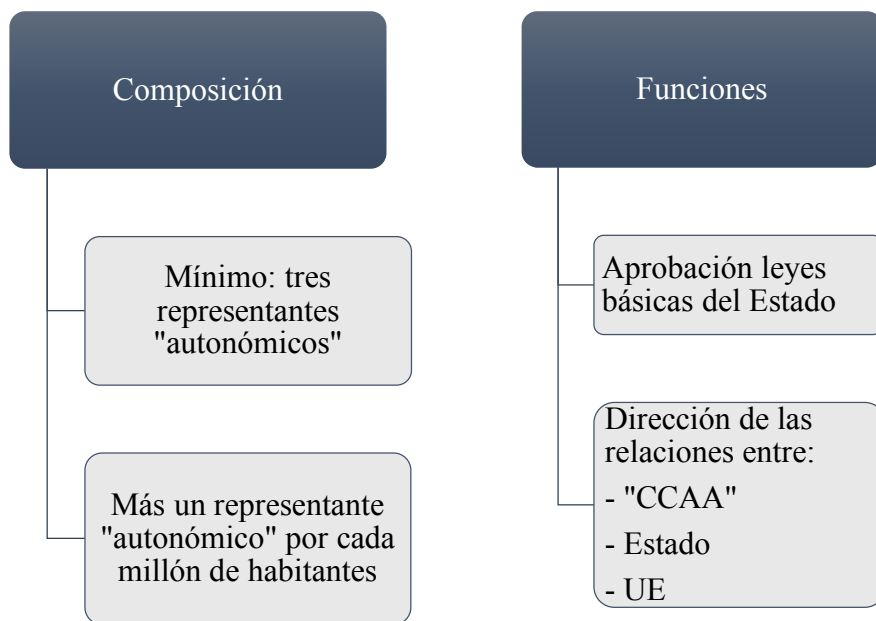 Composición
Mínimo: tres
representantes
"autonómicos"
Más un representante
"autonómico" por cada
millón de habitantes
Funciones
Aprobación leyes
básicas del Estado
Dirección de las
relaciones entre:
- "CCAA"
- Estado
- UE